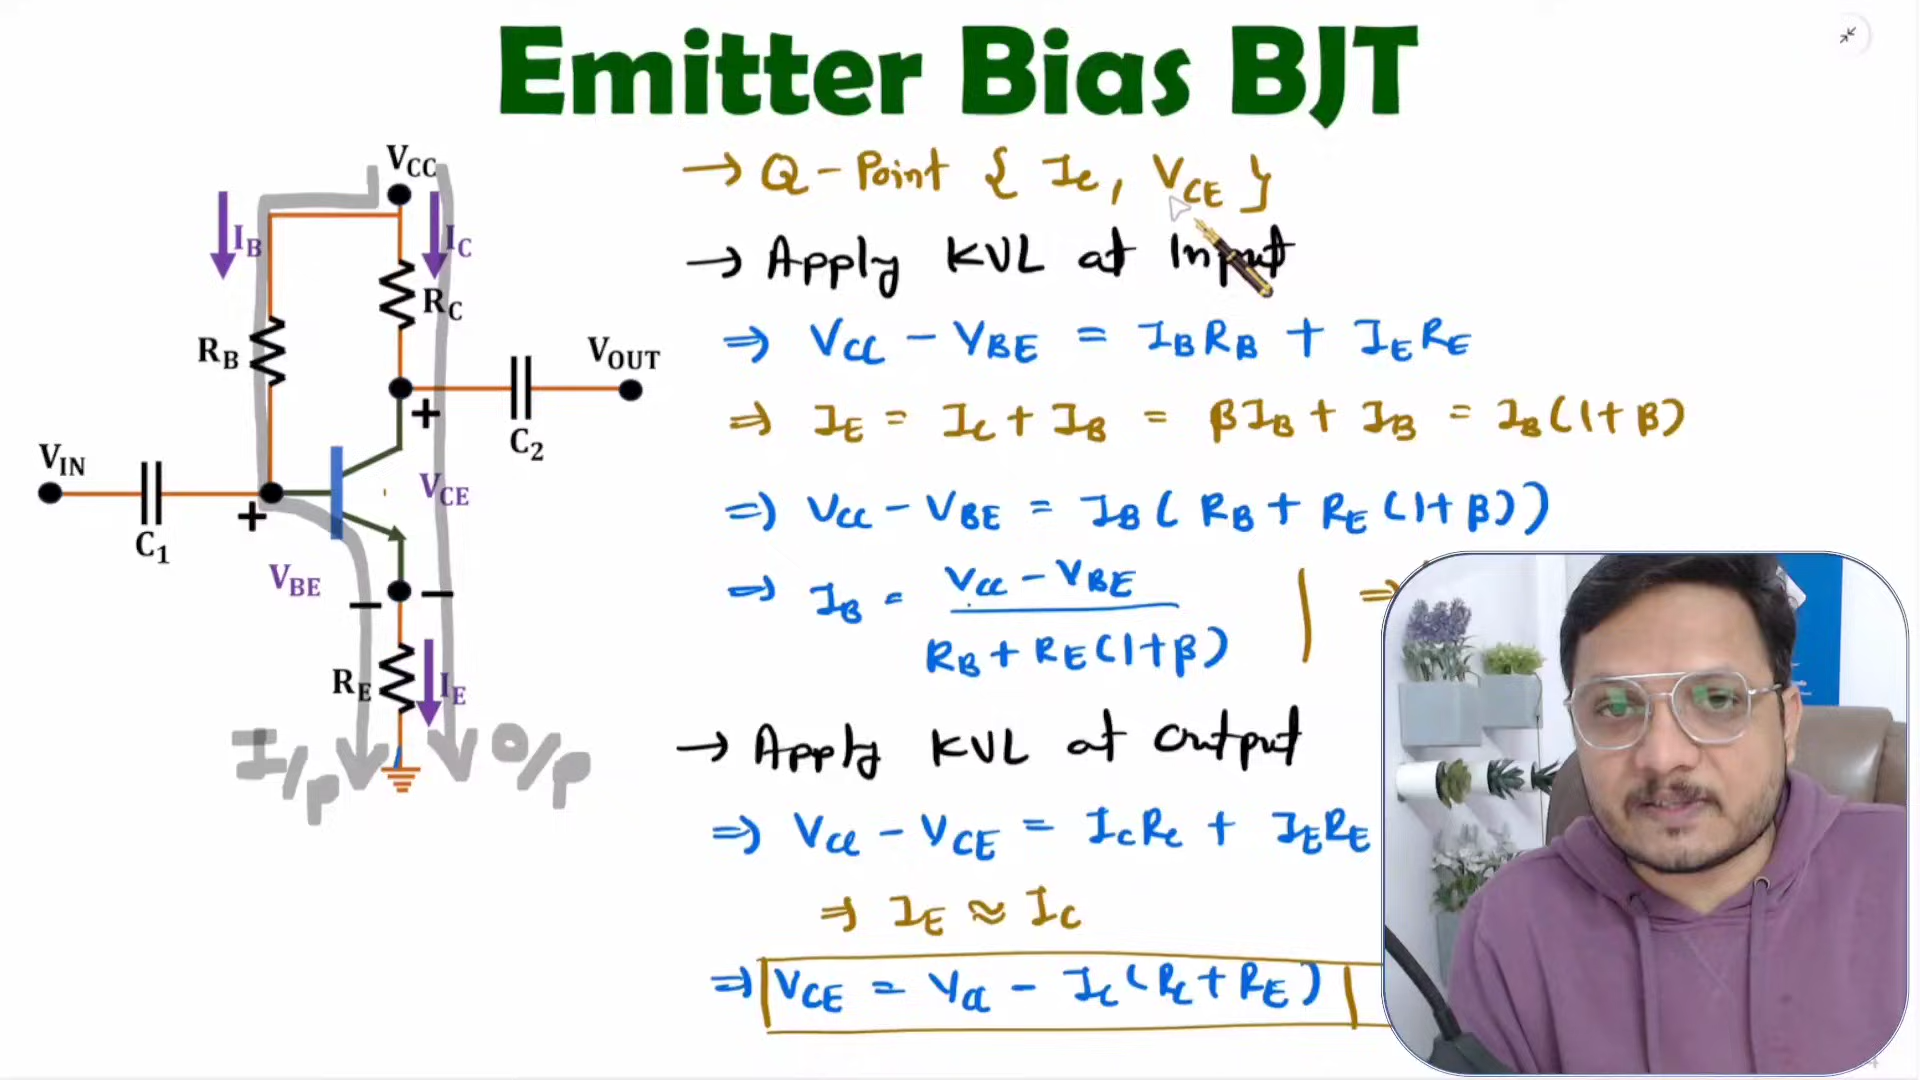 Emitter Bias BJT
→ Q-Point { IC, VCE }
→ Apply KVL at Input
⇒ VCC - VBE = IBRB + IERE
⇒ IE = IC + IB = βIB + IB = IB(1+β)
⇒ VCC - VBE = IB(RB + RE(1+β))
⇒ IB = VCC - VBE / RB + RE(1+β) | ⇒
→ Apply KVL at output
⇒ VCC - VCE = ICRC + IERE
⇒ IE ≈ IC
⇒ VCE = VCC - IC(RC + RE)
VCC
IB
IC
RC
RB
VOUT
+
C2
VIN
VCE
+
C1
VBE
RE
IE
I/P
O/P